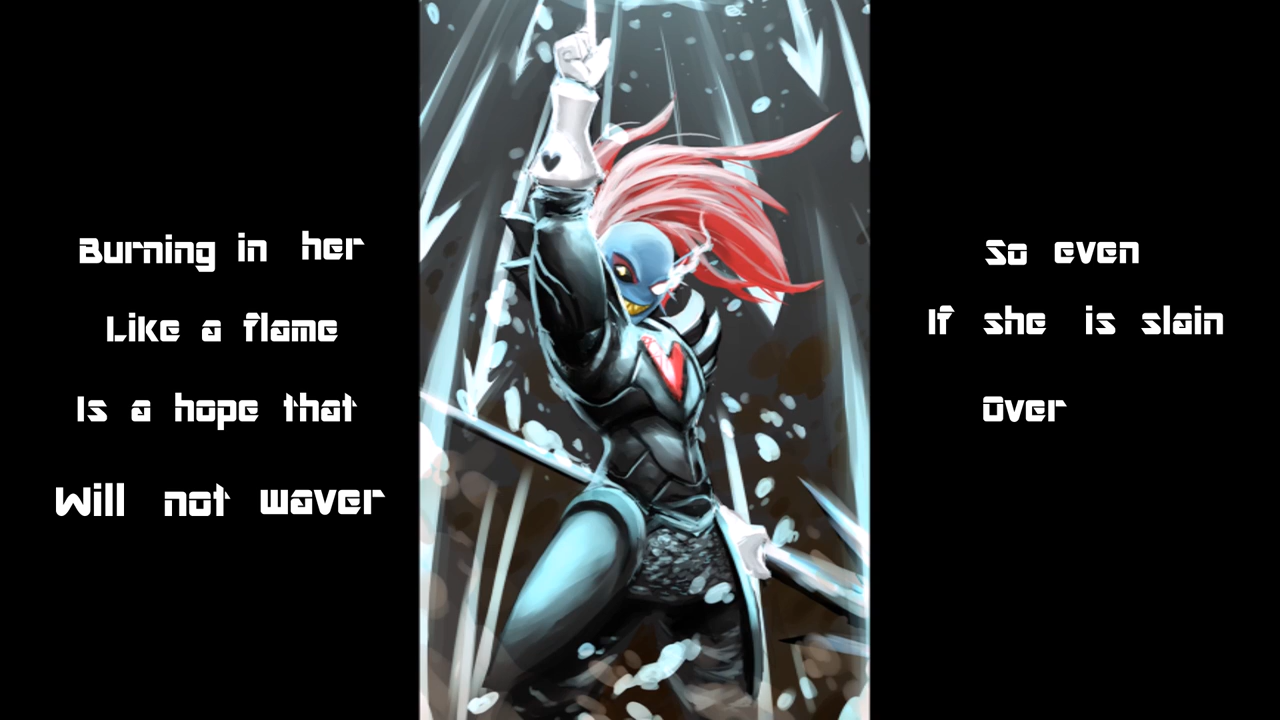 Burning in her
Like a flame
Is a hope that
Will not waver
So even
If she is slain
Over